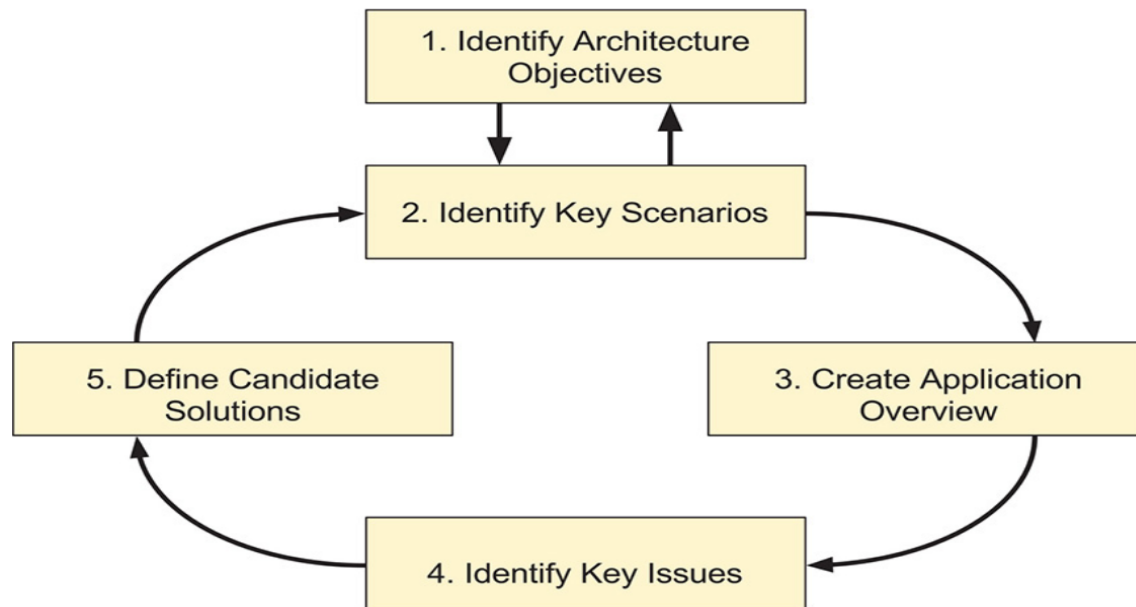 1. Identify Architecture
Objectives
2. Identify Key Scenarios
3. Create Application
Overview
4. Identify Key Issues
5. Define Candidate
Solutions